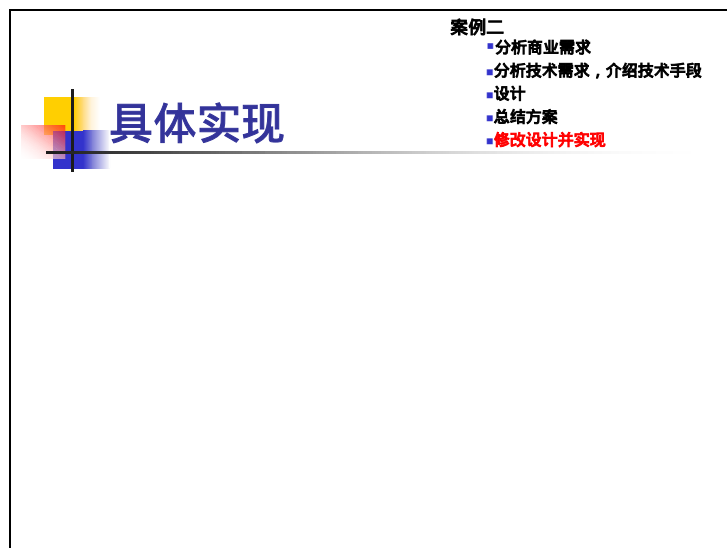 案例二
分析商业需求
分析技术需求，介绍技术手段
设计
总结方案
修改设计并实现
具体实现